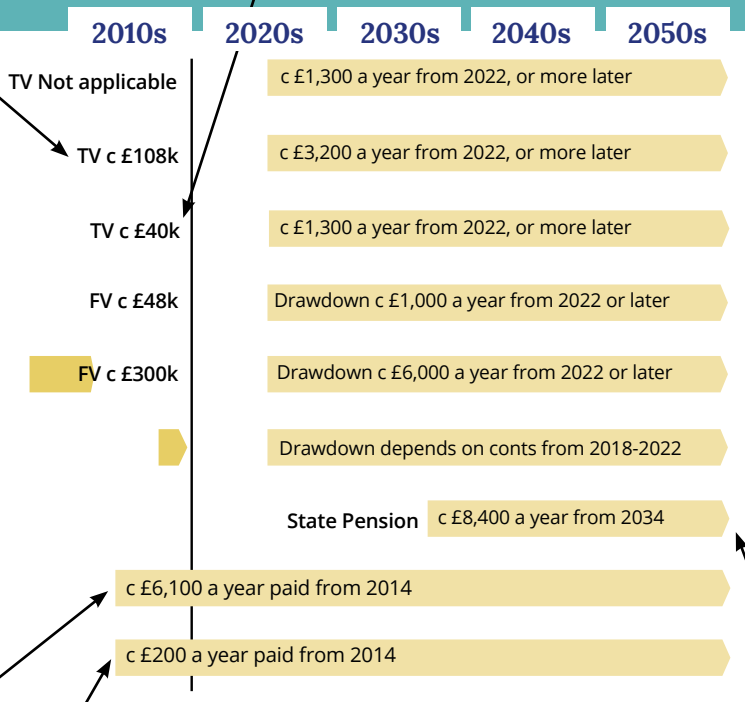 2010s 2020s 2030s 2040s 2050s
TV Not applicable c £1,300 a year from 2022, or more later
TV c £108k c £3,200 a year from 2022, or more later
TV c £40k c £1,300 a year from 2022, or more later
FV c £48k Drawdown c £1,000 a year from 2022 or later
FV c £300k Drawdown c £6,000 a year from 2022 or later
Drawdown depends on conts from 2018-2022
State Pension c £8,400 a year from 2034
c £6,100 a year paid from 2014
c £200 a year paid from 2014